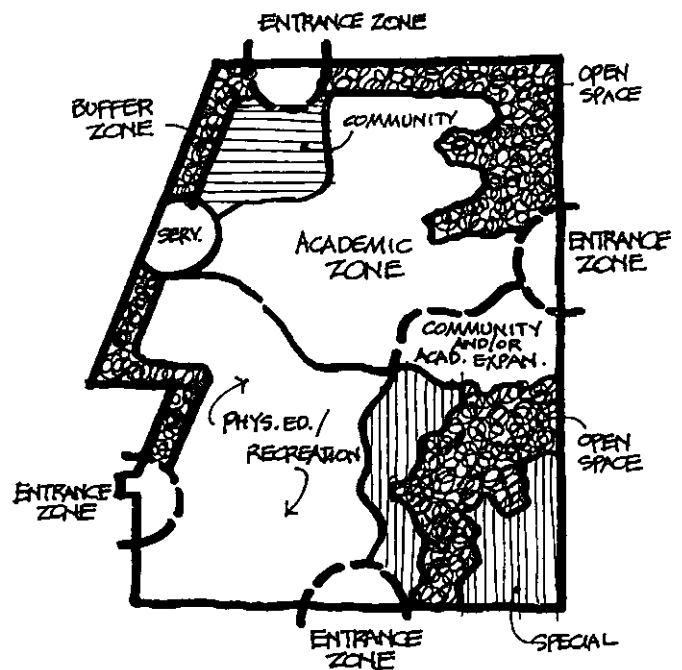 ENTRANCE ZONE
OPEN
SPACE
BUFFER
ZONE
COMMUNITY
SERV.
ACADEMIC
ZONE
ENTRANCE
ZONE
COMMUNITY
AND/OR
ACAD. EXPAN.
PHYS. ED. /
RECREATION
OPEN
SPACE
ENTRANCE
ZONE
ENTRANCE
ZONE
SPECIAL